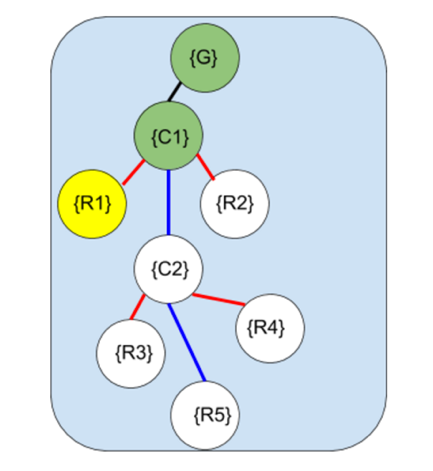 {G}
{C1}
{R1}
{R2}
{C2}
{R4}
{R3}
{R5}